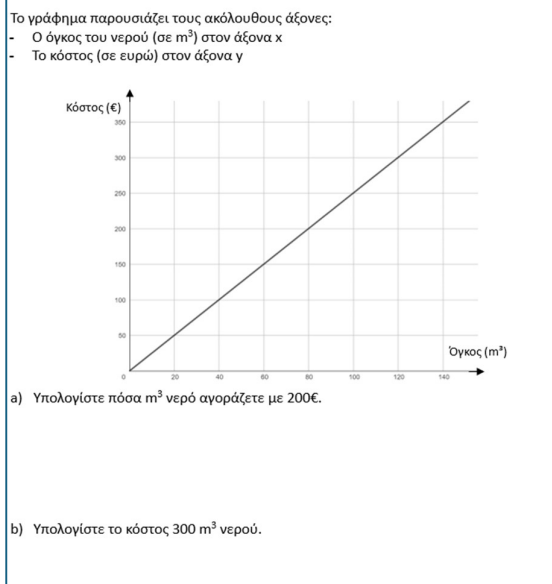 Το γράφημα παρουσιάζει τους ακόλουθους άξονες:
- Ο όγκος του νερού (σε m³) στον άξονα x
- Το κόστος (σε ευρώ) στον άξονα y
Κόστος (€)
350
300
250
200
150
100
50
Όγκος (m³)
0 20 40 60 80 100 120 140
a) Υπολογίστε πόσα m³ νερό αγοράζετε με 200€.
b) Υπολογίστε το κόστος 300 m³ νερού.